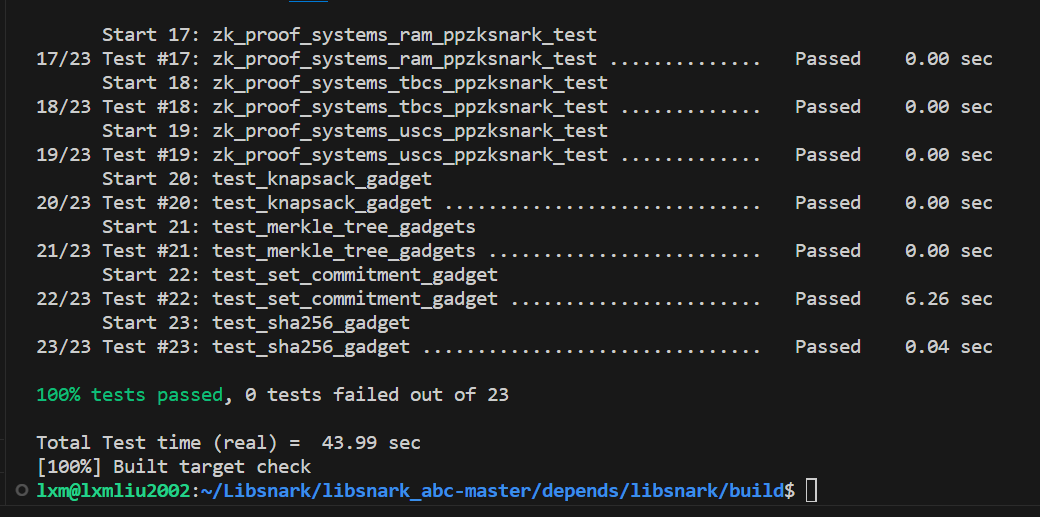 Start 17: zk_proof_systems_ram_ppzksnark_test
17/23 Test #17: zk_proof_systems_ram_ppzksnark_test ..............   Passed    0.00 sec
Start 18: zk_proof_systems_tbcs_ppzksnark_test
18/23 Test #18: zk_proof_systems_tbcs_ppzksnark_test .............   Passed    0.00 sec
Start 19: zk_proof_systems_uscs_ppzksnark_test
19/23 Test #19: zk_proof_systems_uscs_ppzksnark_test .............   Passed    0.00 sec
Start 20: test_knapsack_gadget
20/23 Test #20: test_knapsack_gadget .............................   Passed    0.00 sec
Start 21: test_merkle_tree_gadgets
21/23 Test #21: test_merkle_tree_gadgets .........................   Passed    0.00 sec
Start 22: test_set_commitment_gadget
22/23 Test #22: test_set_commitment_gadget .......................   Passed    6.26 sec
Start 23: test_sha256_gadget
23/23 Test #23: test_sha256_gadget ...............................   Passed    0.04 sec
100% tests passed, 0 tests failed out of 23
Total Test time (real) =  43.99 sec
[100%] Built target check
lxm@lxmliu2002:~/Libsnark/libsnark_abc-master/depends/libsnark/build$